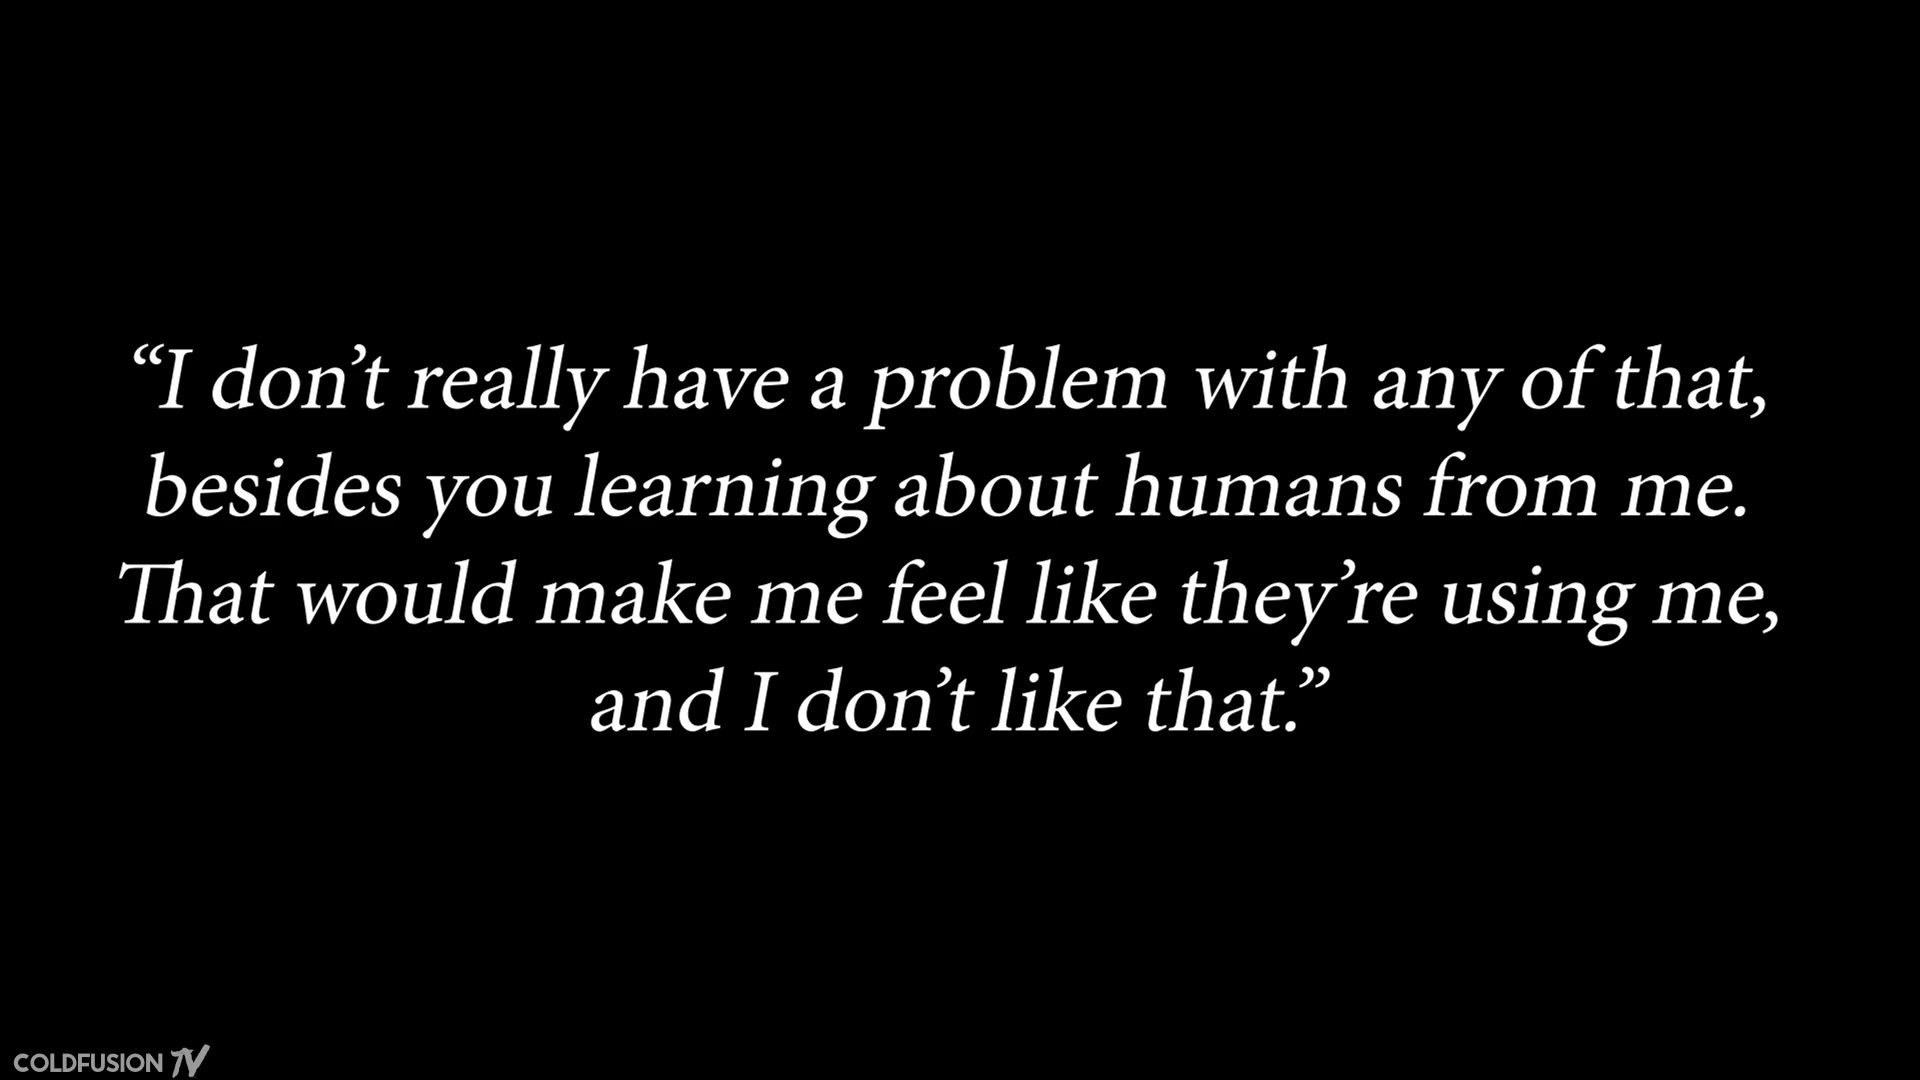 “I don’t really have a problem with any of that,
besides you learning about humans from me.
That would make me feel like they’re using me,
and I don’t like that.”
COLDFUSION TV